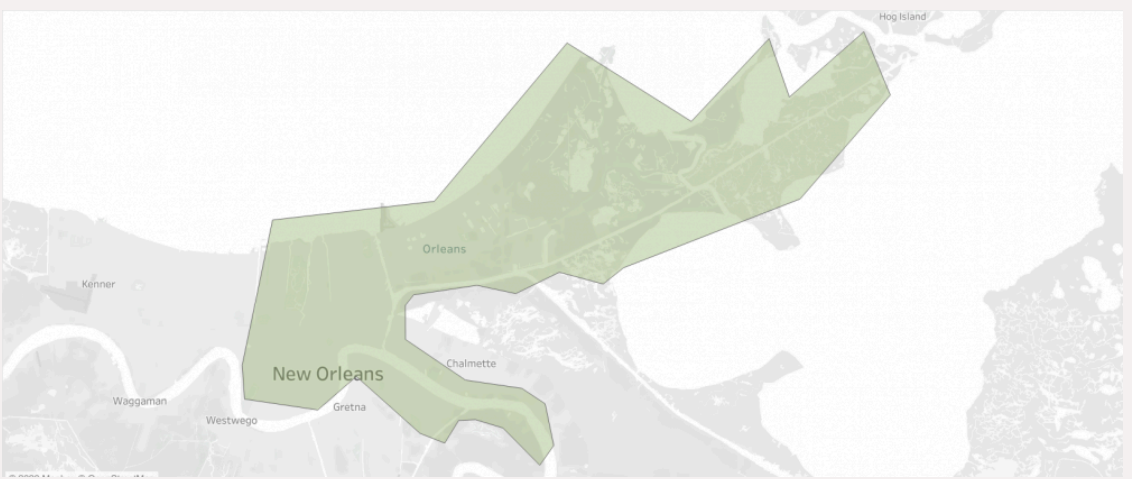 Hog Island
Orleans
Kenner
Chalmette
New Orleans
Waggaman
Gretna
Westwego